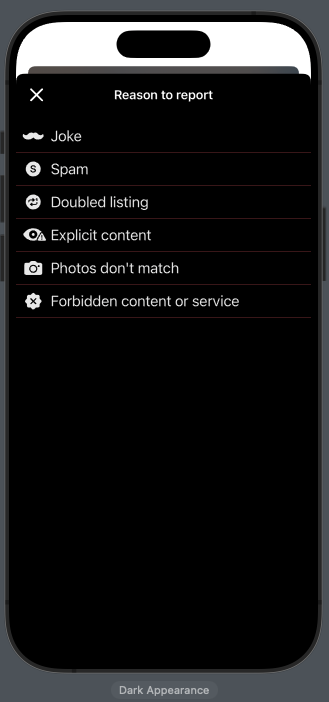 Reason to report
Joke
S Spam
Doubled listing
Explicit content
Photos don't match
Forbidden content or service
Dark Appearance